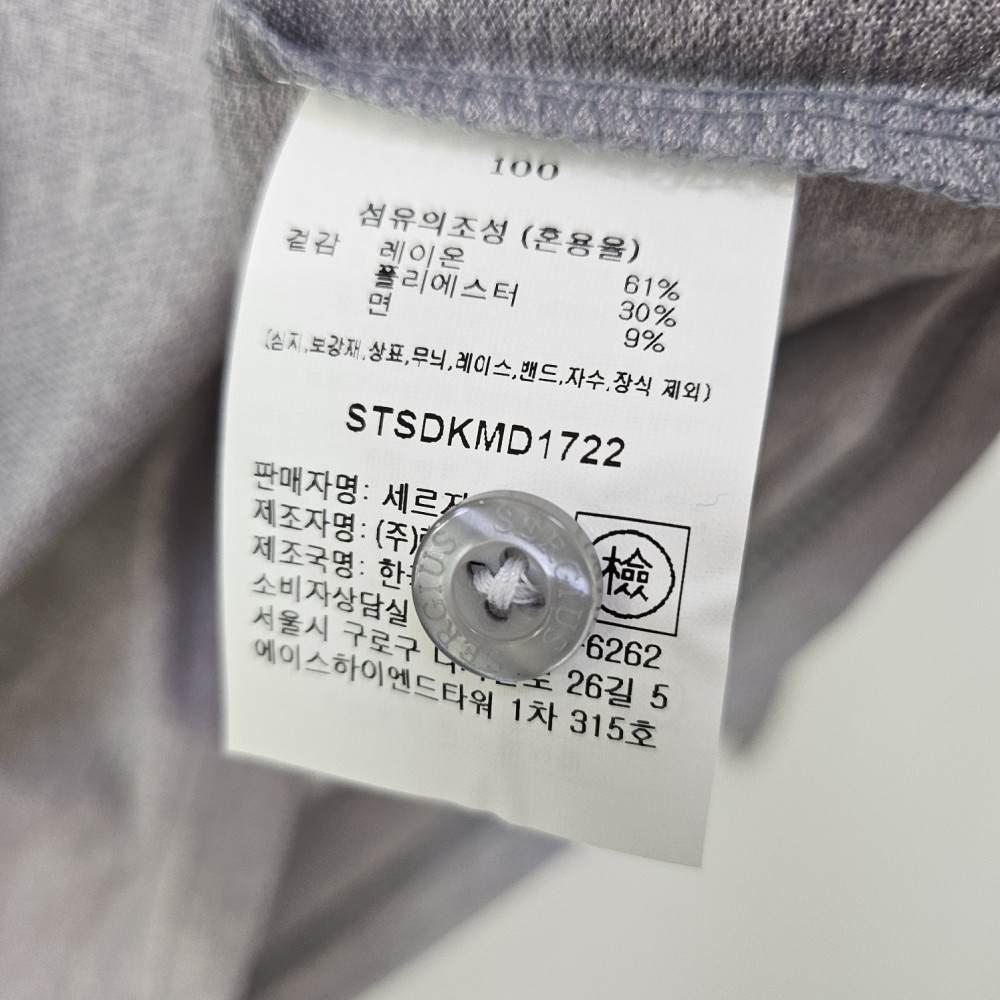 100
섬유의조성 (혼용율)
겉감 레이온 61%
폴리에스터 30%
면 9%
(심지,보강재,상표,무늬,레이스,밴드,자수,장식 제외)
STSDKMD1722
판매자명: 세르지
제조자명: (주)
제조국명: 한국
소비자상담실 -6262
서울시 구로구 26길 5
에이스하이엔드타워 1차 315호
檢
SERGIUS